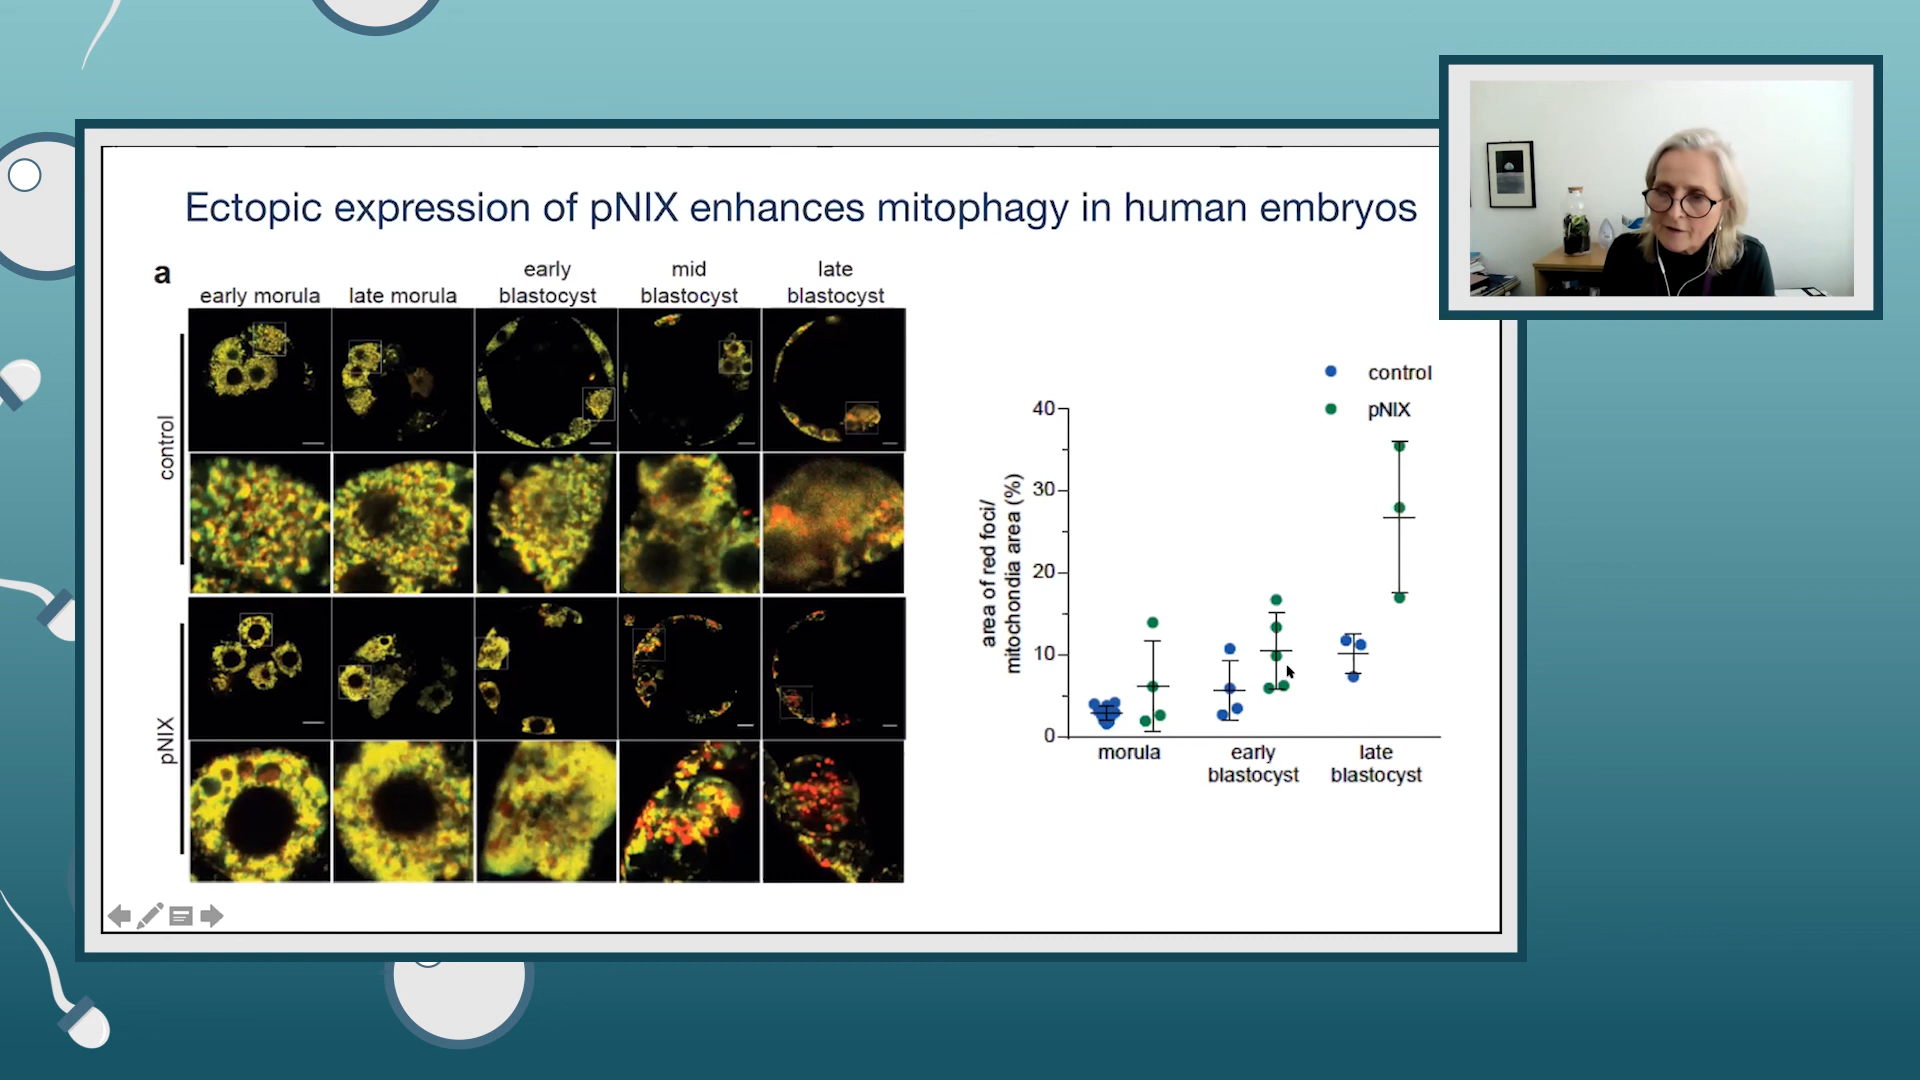 Ectopic expression of pNIX enhances mitophagy in human embryos
a
early morula
late morula
early
blastocyst
mid
blastocyst
late
blastocyst
control
pNIX
control
pNIX
area of red foci/
mitochondria area (%)
40
30
20
10
0
morula
early
blastocyst
late
blastocyst